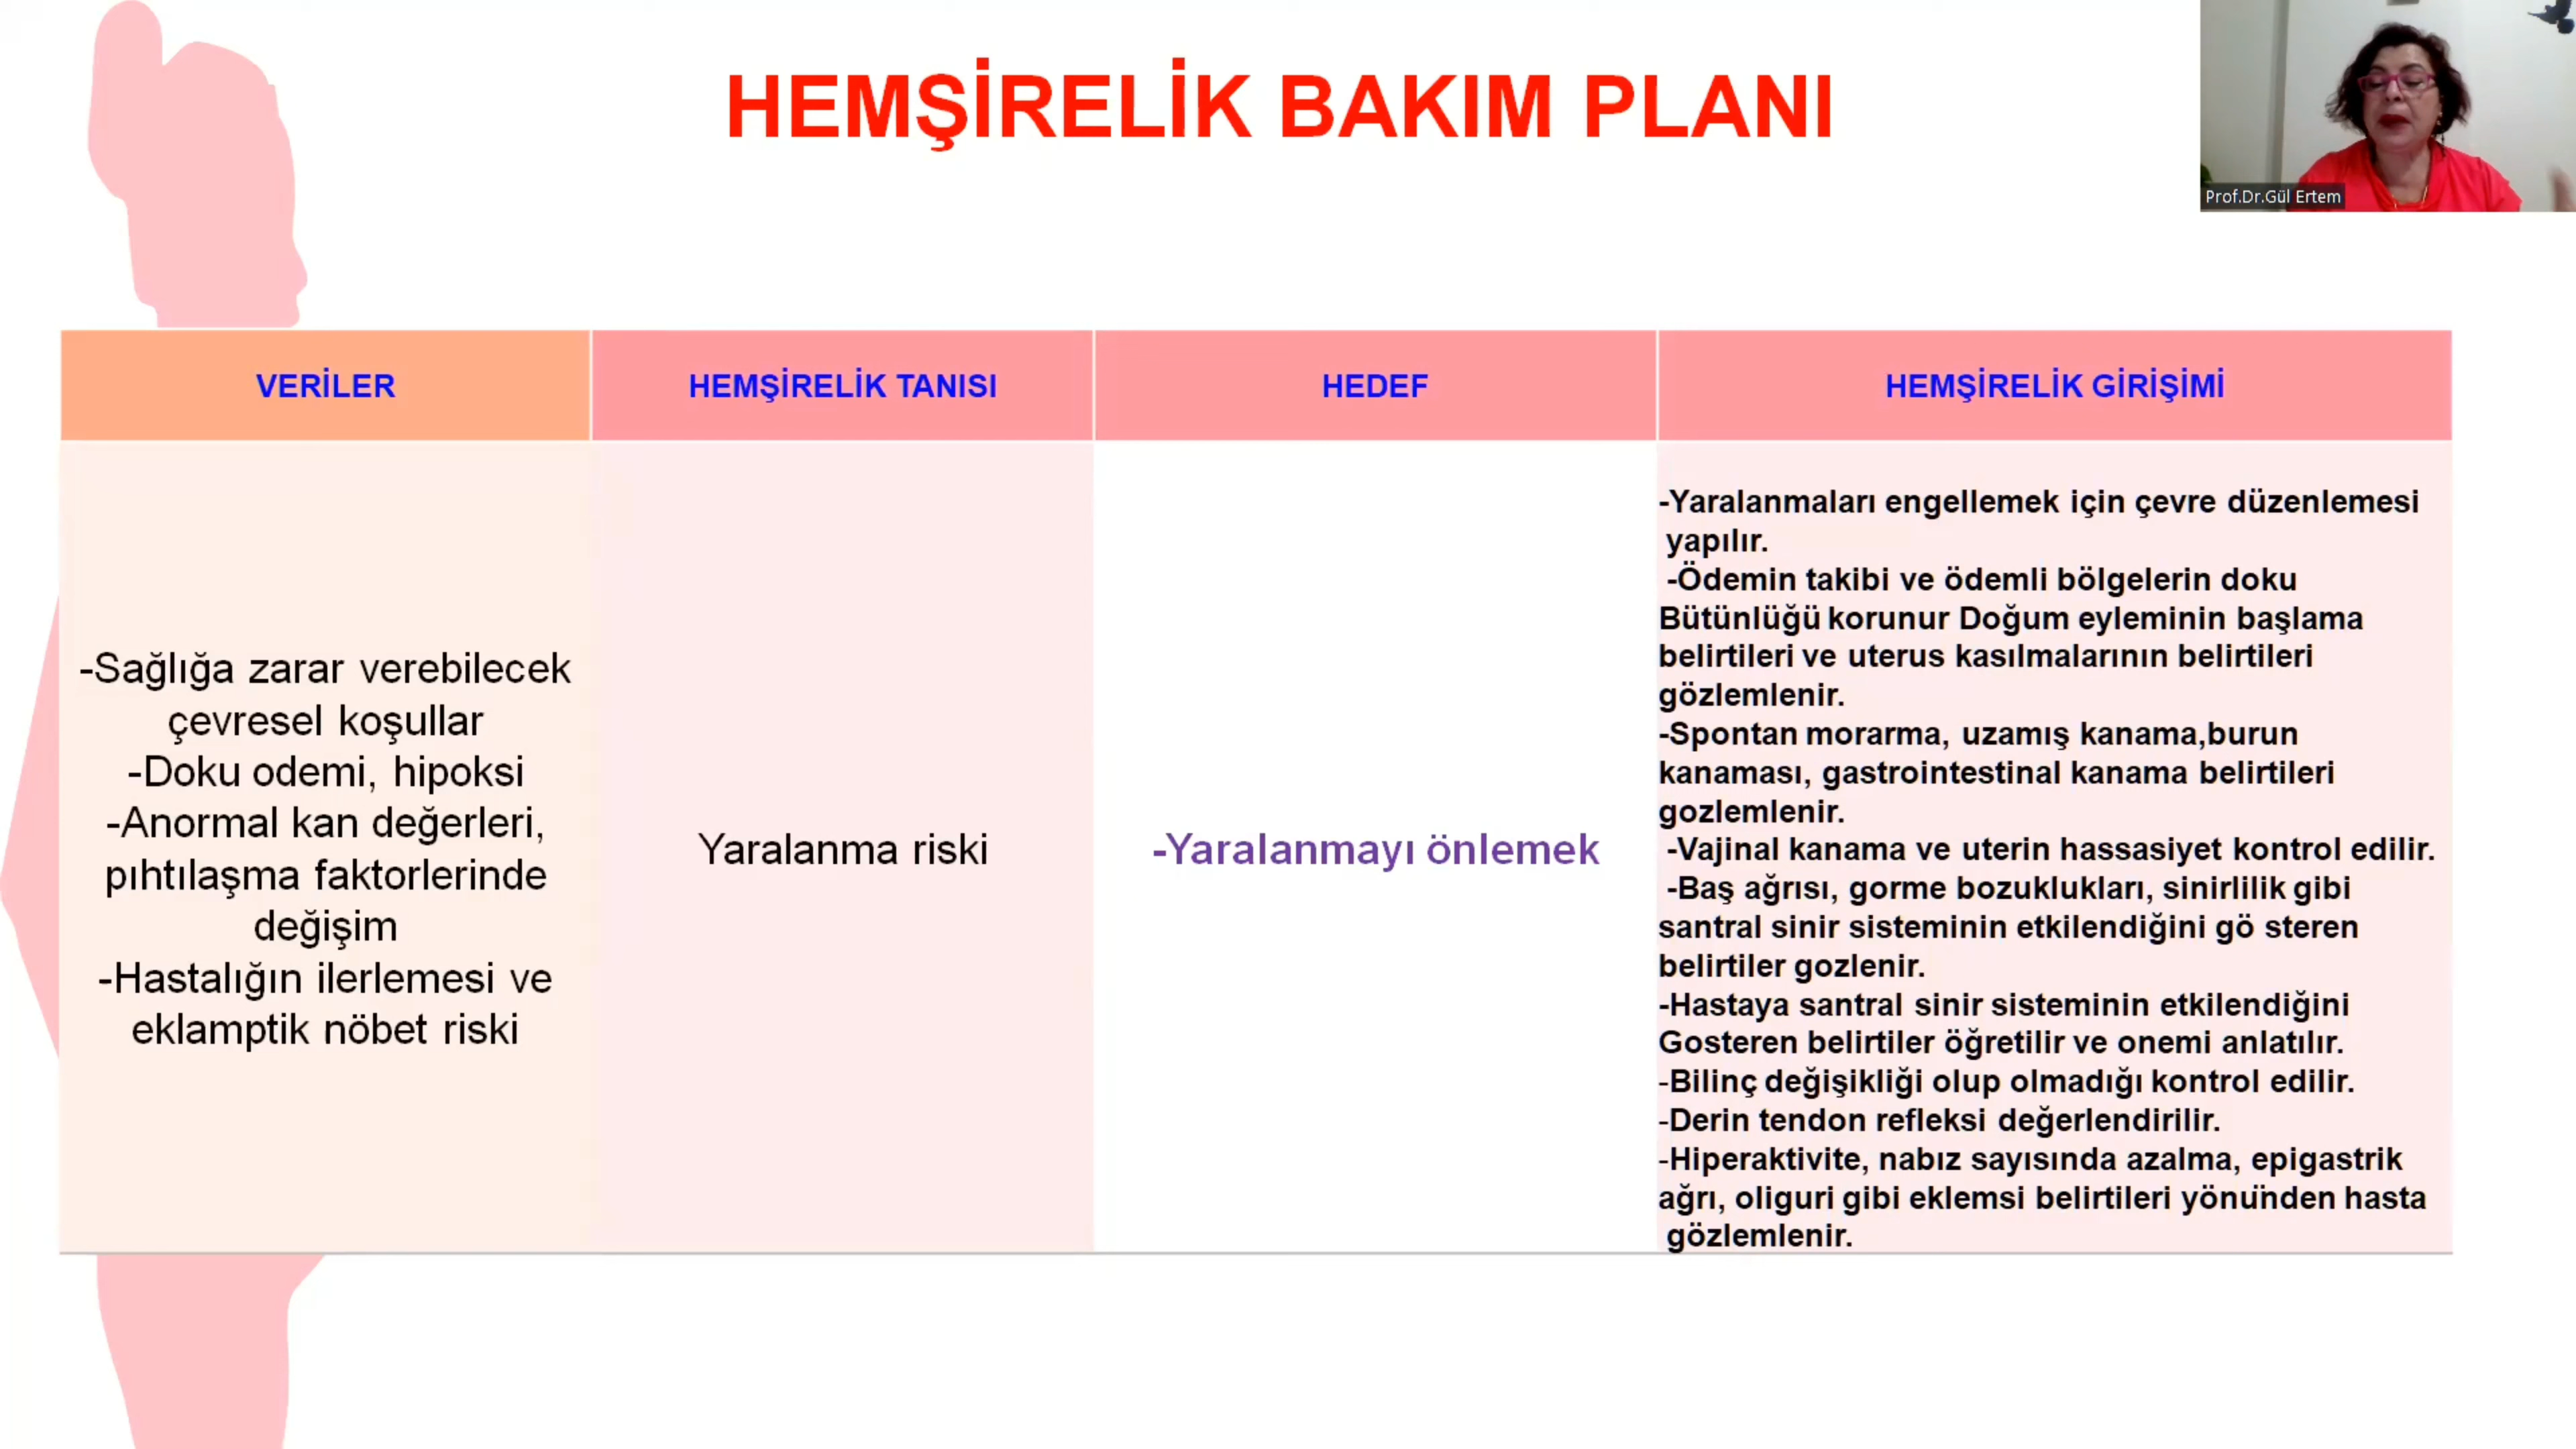 HEMŞİRELİK BAKIM PLANI
Prof.Dr.Gül Ertem
VERİLER
HEMŞİRELİK TANISI
HEDEF
HEMŞİRELİK GİRİŞİMİ
-Sağlığa zarar verebilecek
çevresel koşullar
-Doku odemi, hipoksi
-Anormal kan değerleri,
pıhtılaşma faktorlerinde
değişim
-Hastalığın ilerlemesi ve
eklamptik nöbet riski
Yaralanma riski
-Yaralanmayı önlemek
-Yaralanmaları engellemek için çevre düzenlemesi
yapılır.
-Ödemin takibi ve ödemli bölgelerin doku
Bütünlüğü korunur Doğum eyleminin başlama
belirtileri ve uterus kasılmalarının belirtileri
gözlemlenir.
-Spontan morarma, uzamış kanama,burun
kanaması, gastrointestinal kanama belirtileri
gozlemlenir.
-Vajinal kanama ve uterin hassasiyet kontrol edilir.
-Baş ağrısı, gorme bozuklukları, sinirlilik gibi
santral sinir sisteminin etkilendiğini gö steren
belirtiler gozlenir.
-Hastaya santral sinir sisteminin etkilendiğini
Gosteren belirtiler öğretilir ve onemi anlatılır.
-Bilinç değişikliği olup olmadığı kontrol edilir.
-Derin tendon refleksi değerlendirilir.
-Hiperaktivite, nabız sayısında azalma, epigastrik
ağrı, oliguri gibi eklemsi belirtileri yönünden hasta
gözlemlenir.